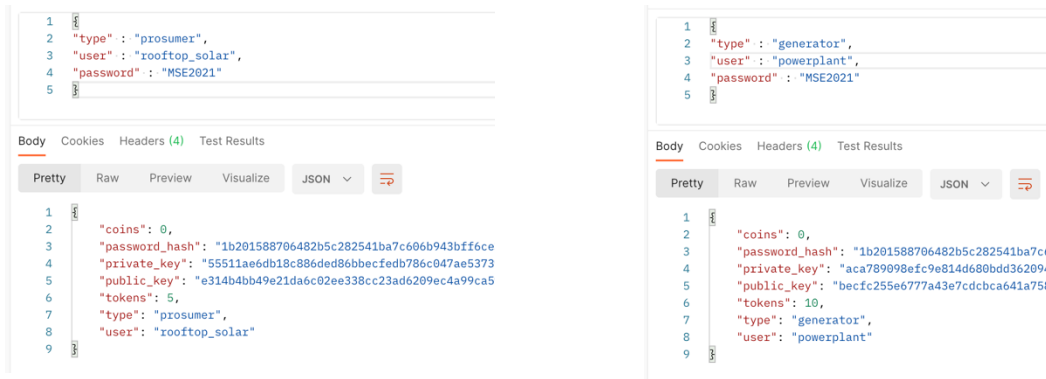 1 {
2 "type" : "prosumer",
3 "user" : "rooftop_solar",
4 "password" : "MSE2021"
5 }
Body Cookies Headers (4) Test Results
Pretty Raw Preview Visualize JSON
1 {
2 "coins": 0,
3 "password_hash": "1b201588706482b5c282541ba7c606b943bff6ce
4 "private_key": "55511ae6db18c886ded86bbecfedb786c047ae5373
5 "public_key": "e314b4bb49e21da6c02ee338cc23ad6209ec4a99ca5
6 "tokens": 5,
7 "type": "prosumer",
8 "user": "rooftop_solar"
9 }
1 {
2 "type" : "generator",
3 "user" : "powerplant",
4 "password" : "MSE2021"
5 }
Body Cookies Headers (4) Test Results
Pretty Raw Preview Visualize JSON
1 {
2 "coins": 0,
3 "password_hash": "1b201588706482b5c282541ba7c6
4 "private_key": "aca789098efc9e814d680bdd362094
5 "public_key": "becfc255e6777a43e7cdcbca641a758
6 "tokens": 10,
7 "type": "generator",
8 "user": "powerplant"
9 }